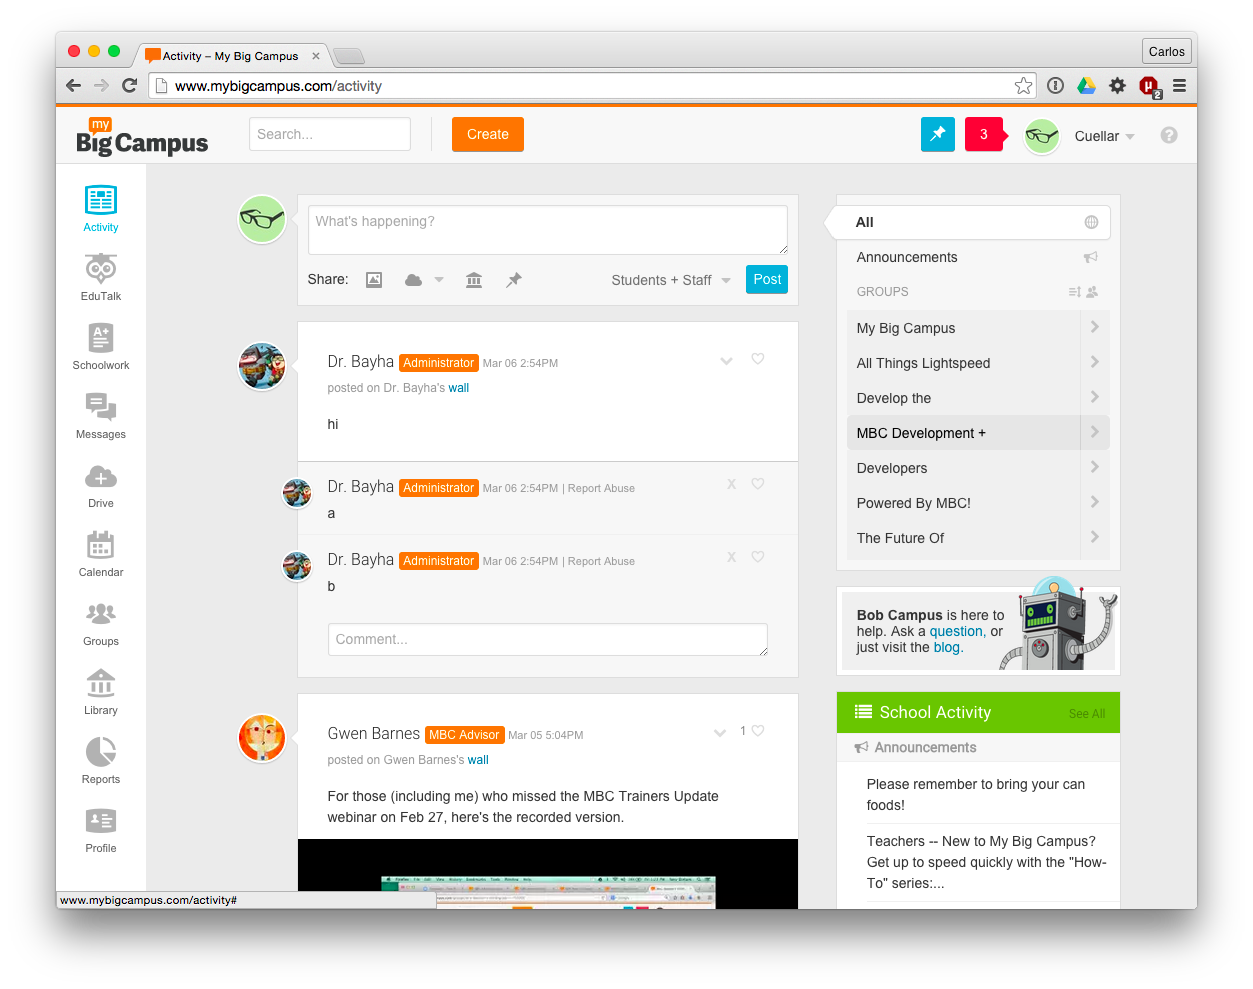 Activity – My Big Campus
Carlos
www.mybigcampus.com/activity
2
my
Big Campus
Search...
Create
3
Cuellar
?
Activity
EduTalk
A+
Schoolwork
Messages
Drive
Calendar
Groups
Library
Reports
Profile
What's happening?
Share:
Students + Staff
Post
Dr. Bayha Administrator Mar 06 2:54PM
posted on Dr. Bayha's wall
hi
Dr. Bayha Administrator Mar 06 2:54PM | Report Abuse
X
a
Dr. Bayha Administrator Mar 06 2:54PM | Report Abuse
X
b
Comment...
Gwen Barnes MBC Advisor Mar 05 5:04PM
1
posted on Gwen Barnes's wall
For those (including me) who missed the MBC Trainers Update
webinar on Feb 27, here's the recorded version.
All
Announcements
GROUPS
My Big Campus
All Things Lightspeed
Develop the
MBC Development +
Developers
Powered By MBC!
The Future Of
Bob Campus is here to
help. Ask a question, or
just visit the blog.
School Activity
See All
Announcements
Please remember to bring your can
foods!
Teachers -- New to My Big Campus?
Get up to speed quickly with the "How-
To" series:...
www.mybigcampus.com/activity#